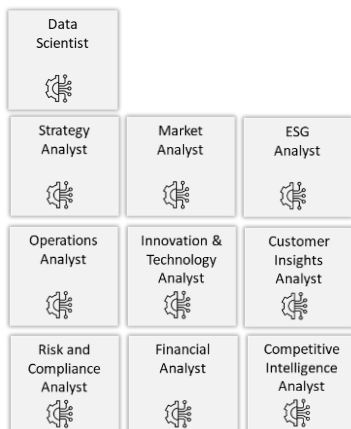 Data
Scientist
Strategy
Analyst
Market
Analyst
ESG
Analyst
Operations
Analyst
Innovation &
Technology
Analyst
Customer
Insights
Analyst
Risk and
Compliance
Analyst
Financial
Analyst
Competitive
Intelligence
Analyst